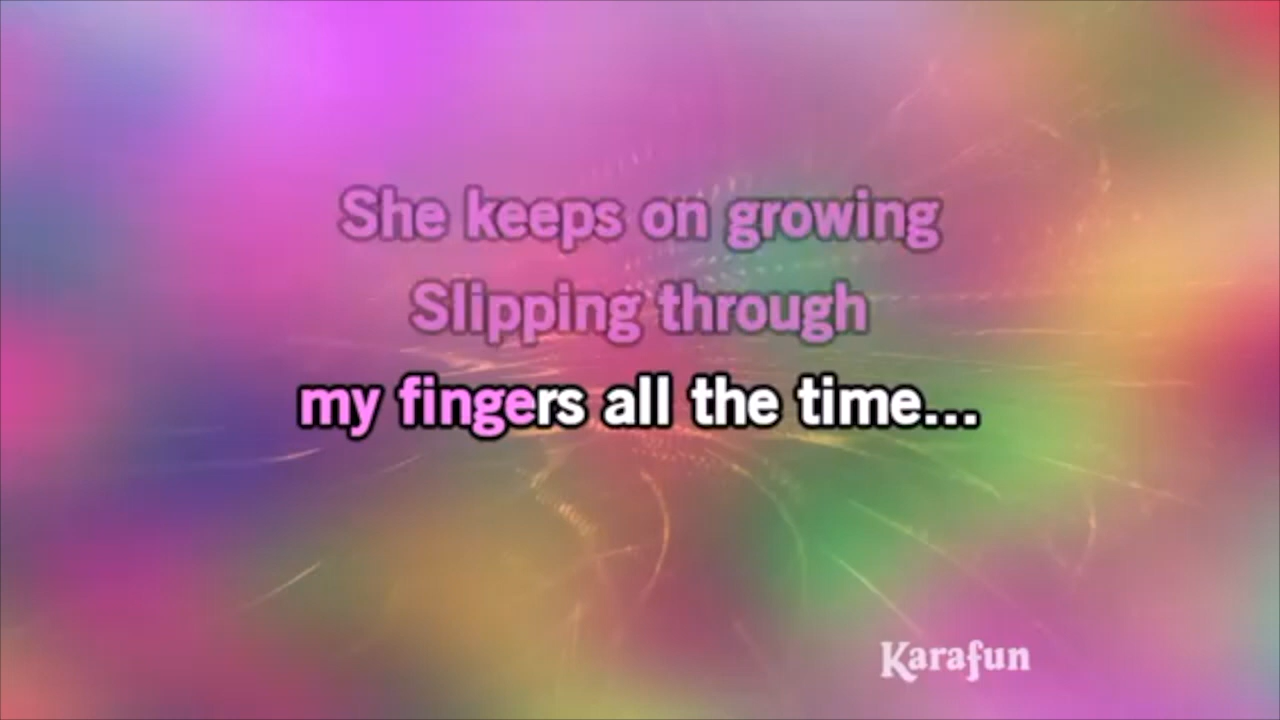 She keeps on growing
Slipping through
my fingers all the time...
Karafun